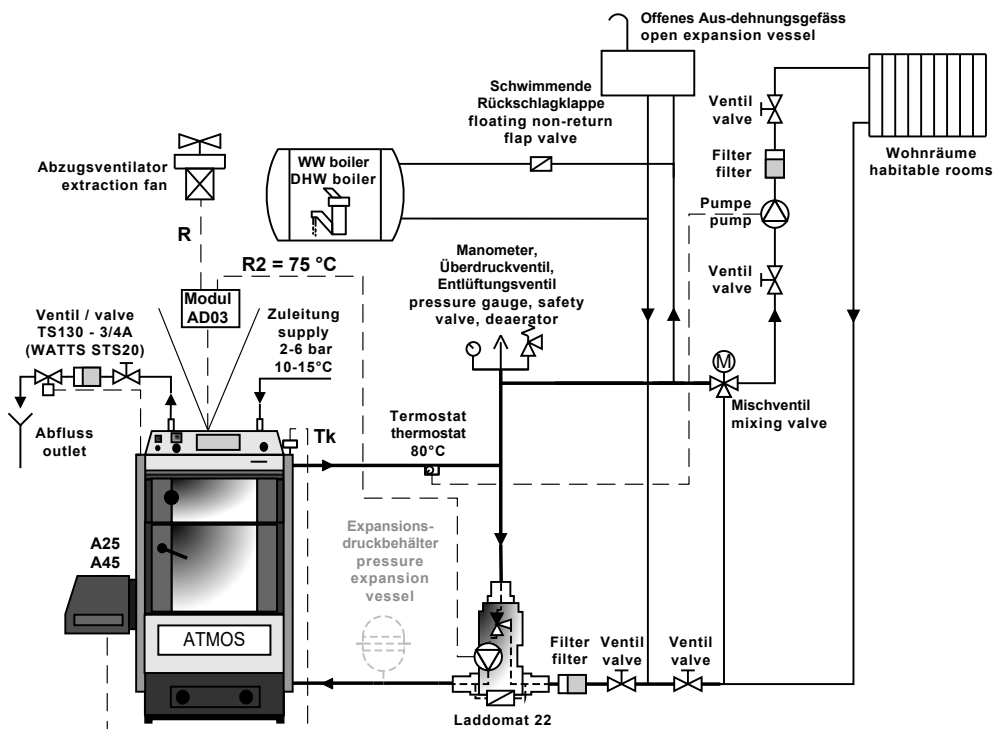 Offenes Aus-dehnungsgefäss
open expansion vessel
Schwimmende
Rückschlagklappe
floating non-return
flap valve
Ventil
valve
Abzugsventilator
extraction fan
WW boiler
DHW boiler
Filter
filter
Wohnräume
habitable rooms
Pumpe
pump
R
R2 = 75 °C
Manometer,
Überdruckventil,
Entlüftungsventil
pressure gauge, safety
valve, deaerator
Ventil
valve
Modul
AD03
Ventil / valve
TS130 - 3/4A
(WATTS STS20)
Zuleitung
supply
2-6 bar
10-15°C
M
Mischventil
mixing valve
Abfluss
outlet
Tk
Termostat
thermostat
80°C
Expansions-
druckbehälter
pressure
expansion
vessel
A25
A45
ATMOS
Filter
filter
Ventil
valve
Ventil
valve
Laddomat 22